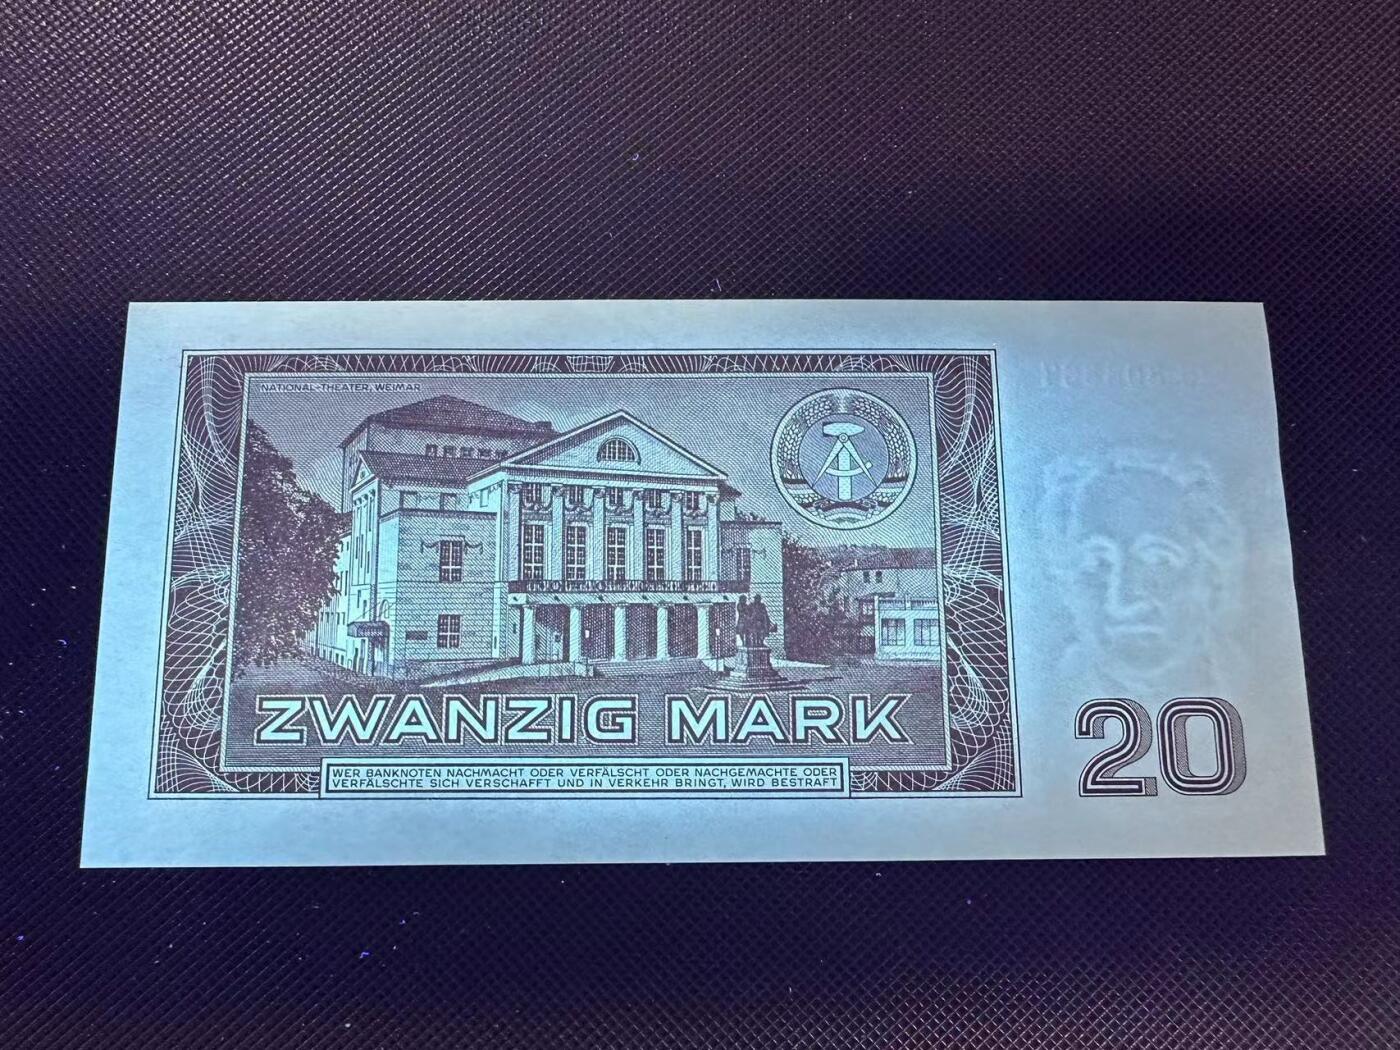 NATIONAL-THEATER, WEIMAR
ZWANZIG MARK
WER BANKNOTEN NACHMACHT ODER VERFÄLSCHT ODER NACHGEMACHTE ODER
VERFÄLSCHTE SICH VERSCHAFFT UND IN VERKEHR BRINGT, WIRD BESTRAFT
20